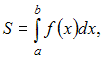 S = ∫_a^b f(x)dx,